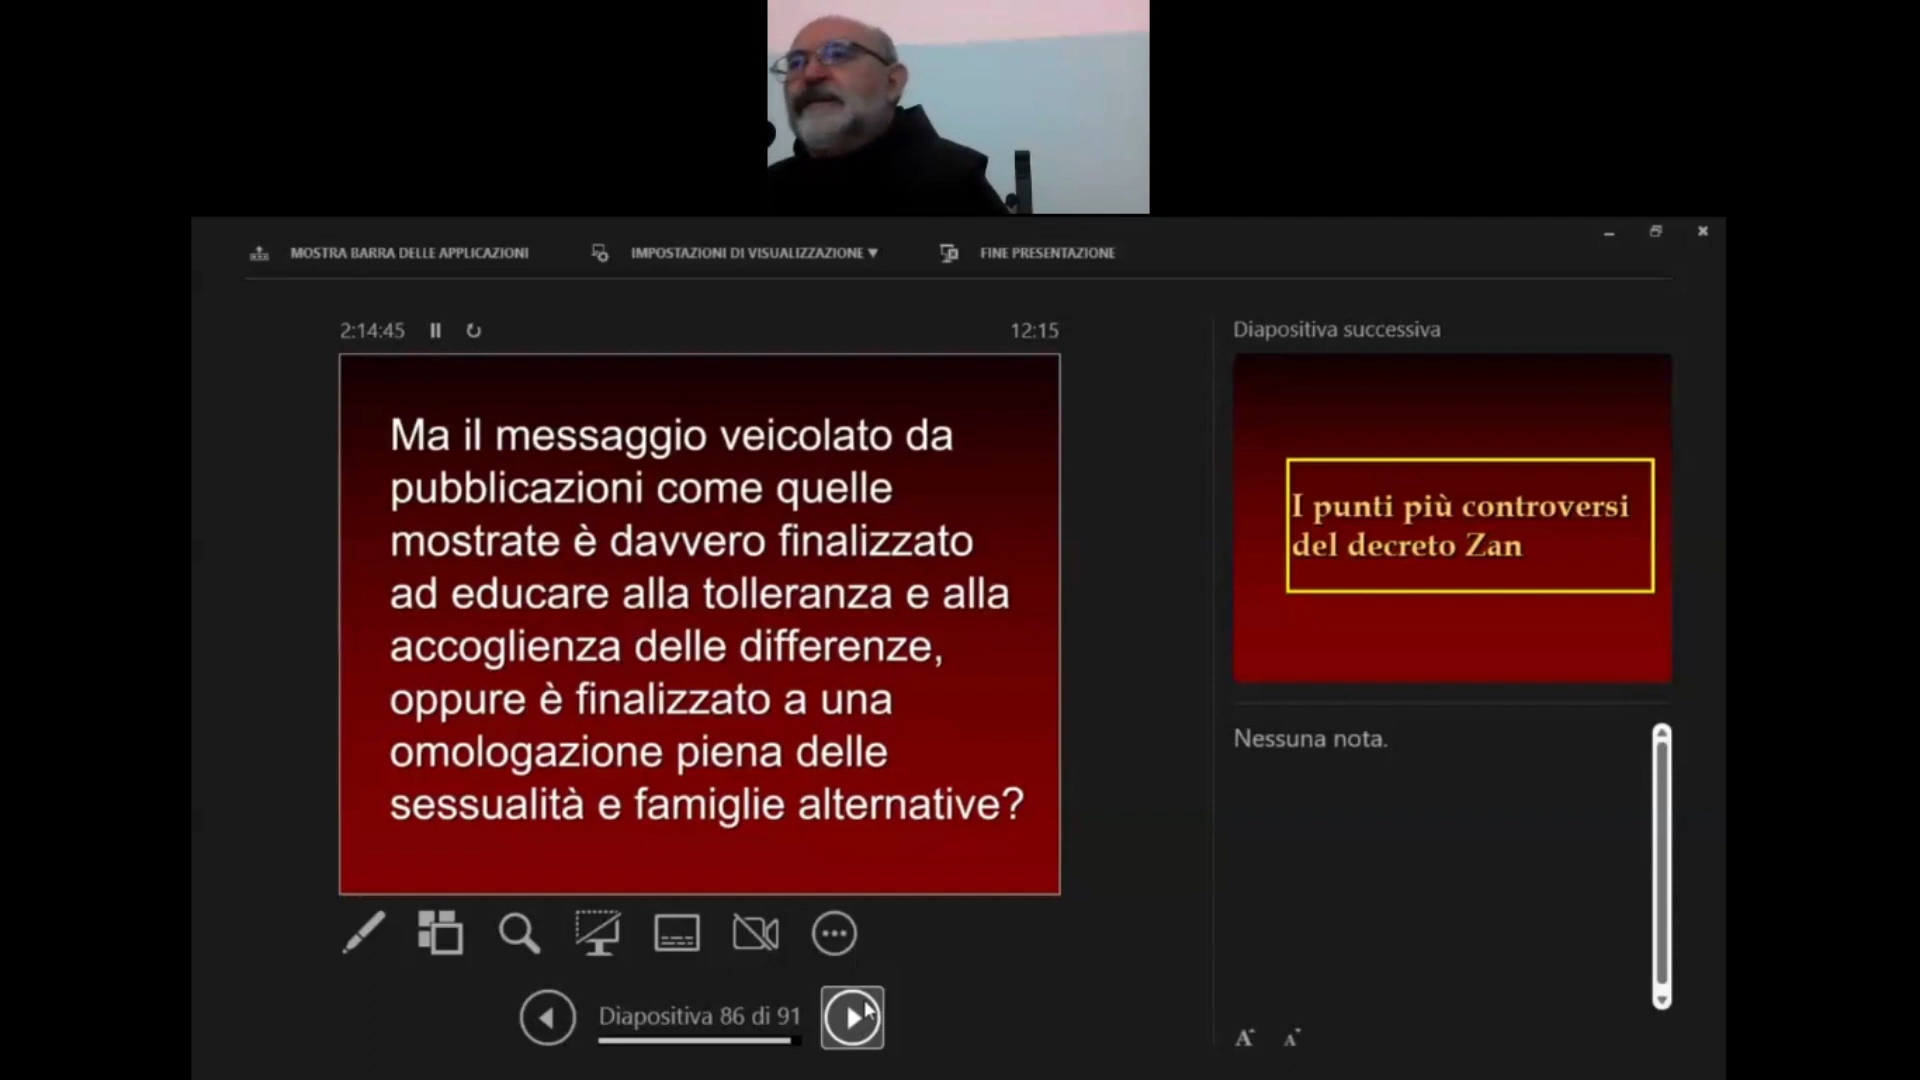 MOSTRA BARRA DELLE APPLICAZIONI
IMPOSTAZIONI DI VISUALIZZAZIONE ▼
FINE PRESENTAZIONE
2:14:45
12:15
Ma il messaggio veicolato da
pubblicazioni come quelle
mostrate è davvero finalizzato
ad educare alla tolleranza e alla
accoglienza delle differenze,
oppure è finalizzato a una
omologazione piena delle
sessualità e famiglie alternative?
Diapositiva 86 di 91
Diapositiva successiva
I punti più controversi
del decreto Zan
Nessuna nota.
A A